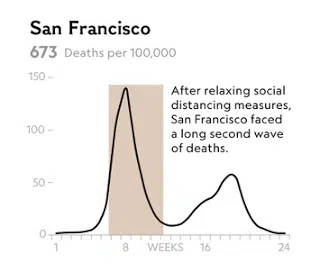 San Francisco
673 Deaths per 100,000
150
After relaxing social
distancing measures,
San Francisco faced
a long second wave
of deaths.
100
50
0
1 8 WEEKS 16 24